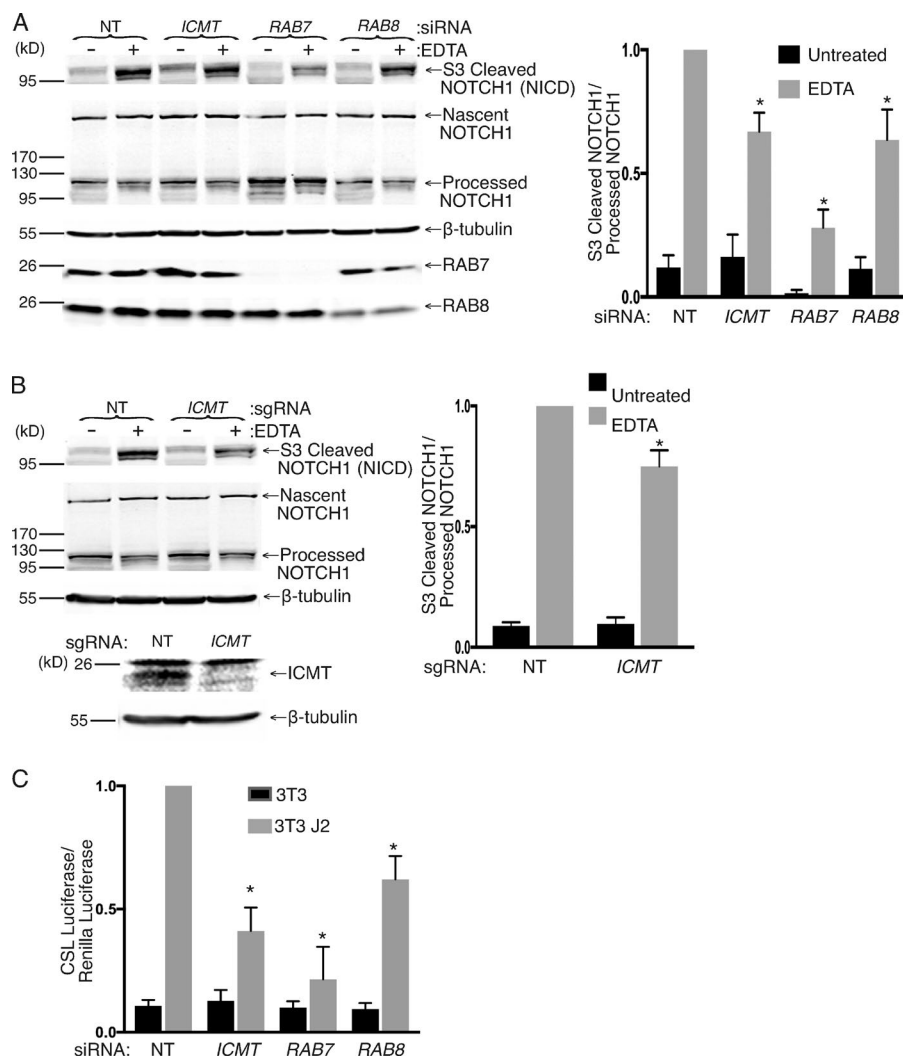 A
NT ICMT RAB7 RAB8 :siRNA
(kD) − + − + − + − + :EDTA
←S3 Cleaved
95
NOTCH1 (NICD)
←Nascent
NOTCH1
170
130
←Processed
95
NOTCH1
55 ←β-tubulin
26 ←RAB7
26
←RAB8
S3 Cleaved NOTCH1/
Processed NOTCH1
1.0
0.5
0.0
Untreated
EDTA
* * *
siRNA: NT ICMT RAB7 RAB8
B
NT ICMT :sgRNA
(kD) − + − + :EDTA
←S3 Cleaved
95
NOTCH1 (NICD)
←Nascent
NOTCH1
170
130
←Processed
95
NOTCH1
55 ←β-tubulin
sgRNA: NT ICMT
(kD) 26
←ICMT
55 ←β-tubulin
S3 Cleaved NOTCH1/
Processed NOTCH1
1.0
0.5
0.0
Untreated
EDTA
*
sgRNA: NT ICMT
C
CSL Luciferase/
Renilla Luciferase
1.0
0.5
0.0
3T3
3T3 J2
* * *
siRNA: NT ICMT RAB7 RAB8